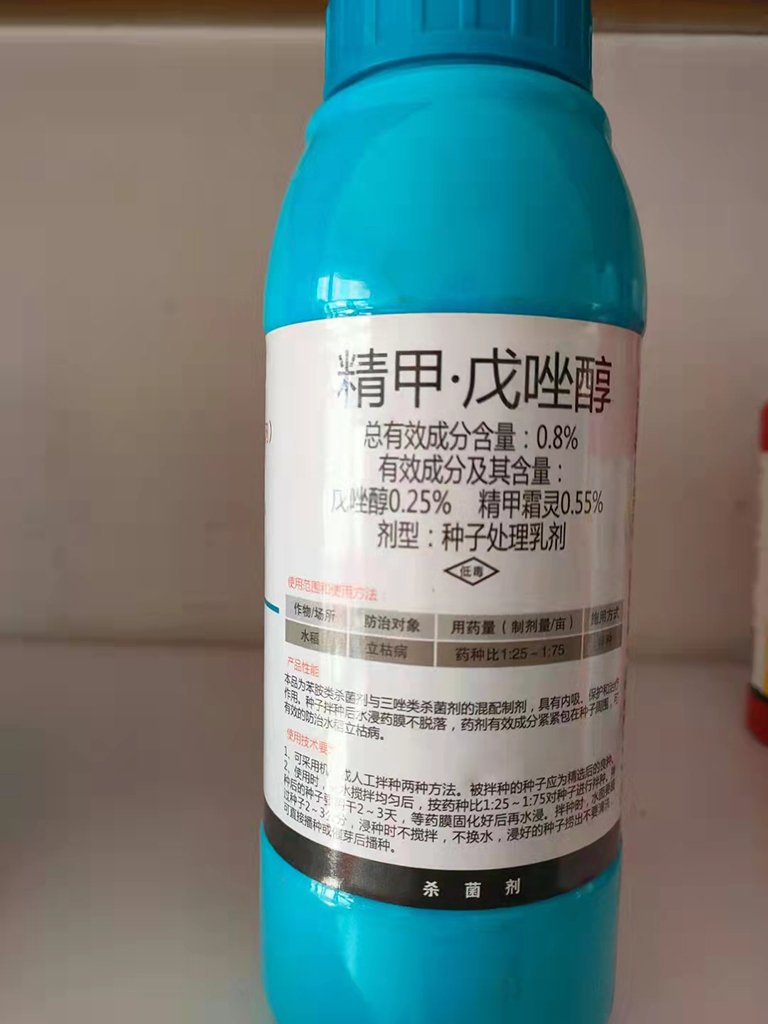 精甲·戊唑醇
总有效成分含量：0.8%
有效成分及其含量：
戊唑醇0.25% 精甲霜灵0.55%
剂型：种子处理乳剂
低毒
使用范围和使用方法：
作物/场所 防治对象 用药量（制剂量/亩） 施用方式
水稻 立枯病 药种比1:25～1:75 拌种
产品性能
本品为苯胺类杀菌剂与三唑类杀菌剂的混配制剂，具有内吸、保护和治疗
作用。种子拌种后水浸药膜不脱落，药剂有效成分紧紧包在种子周围，可
有效的防治水稻立枯病。
使用技术要
1、可采用机 或人工拌种两种方法。被拌种的种子应为精选后的良种。
2、使用时， 水搅拌均匀后，按药种比1:25～1:75对种子进行拌种，
种后的种子 干2～3天，等药膜固化好后再水浸。拌种时，水面要
过种子2～3 分，浸种时不搅拌，不换水，浸好的种子捞出不要清洗，
可直接播种或 芽后播种。
杀菌剂